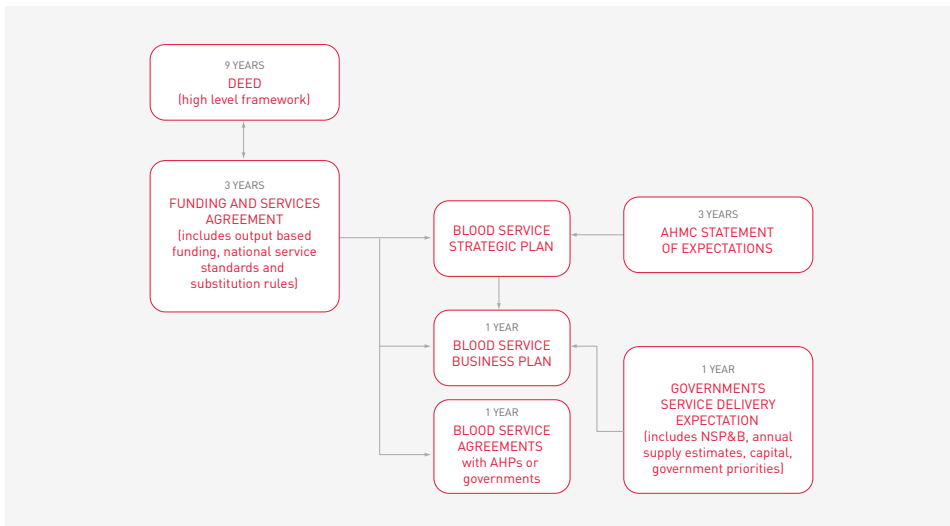 9 YEARS
DEED
(high level framework)
3 YEARS
FUNDING AND SERVICES
AGREEMENT
(includes output based
funding, national service
standards and
substitution rules)
BLOOD SERVICE
STRATEGIC PLAN
3 YEARS
AHMC STATEMENT
OF EXPECTATIONS
1 YEAR
BLOOD SERVICE
BUSINESS PLAN
1 YEAR
GOVERNMENTS
SERVICE DELIVERY
EXPECTATION
(includes NSP&B, annual
supply estimates, capital,
government priorities)
1 YEAR
BLOOD SERVICE
AGREEMENTS
with AHPs or
governments